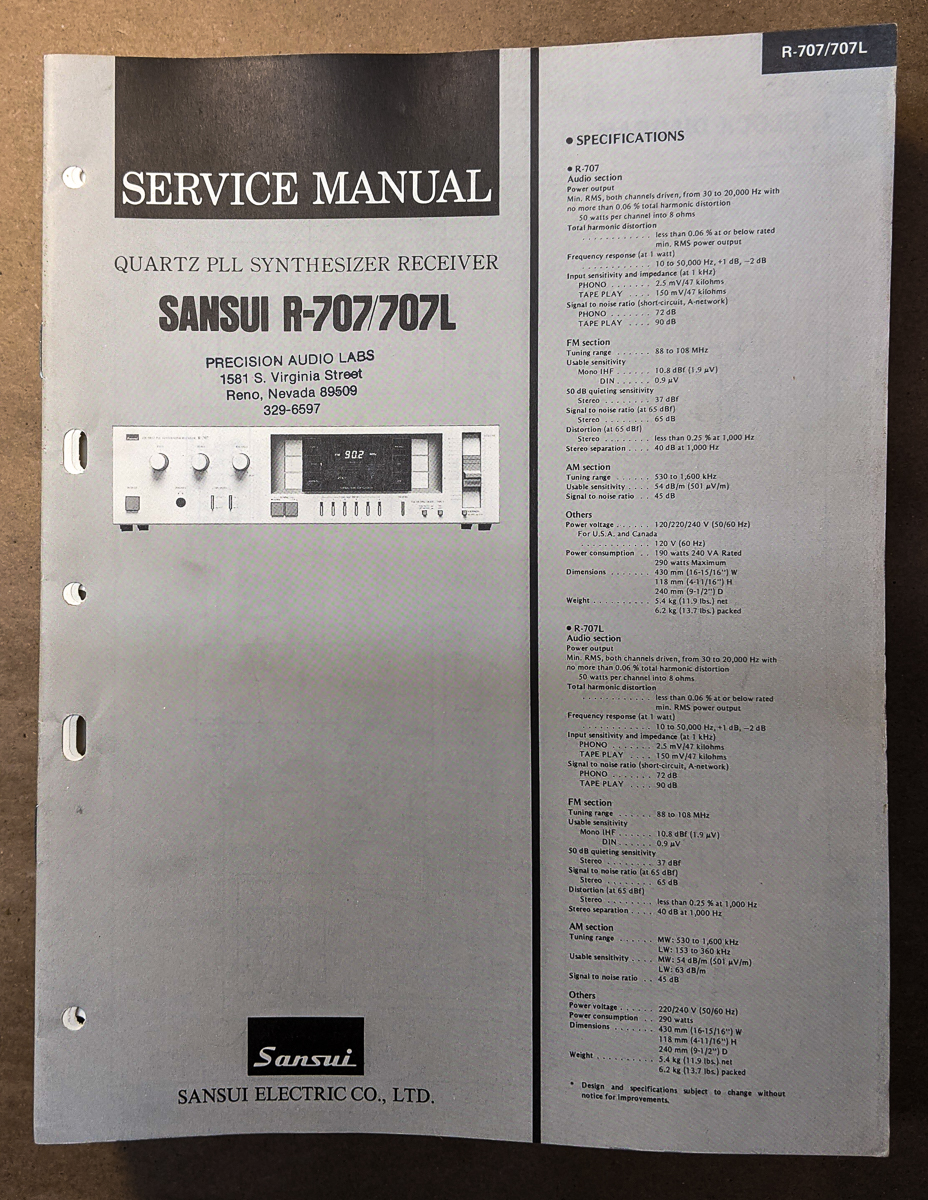 SERVICE MANUAL
QUARTZ PLL SYNTHESIZER RECEIVER
SANSUI R-707/707L
PRECISION AUDIO LABS
1581 S. Virginia Street
Reno, Nevada 89509
329-6597
90.2
Sansui
SANSUI ELECTRIC CO., LTD.
R-707/707L
● SPECIFICATIONS
● R-707
Audio section
Power output
Min. RMS, both channels driven, from 30 to 20,000 Hz with
no more than 0.06 % total harmonic distortion
50 watts per channel into 8 ohms
Total harmonic distortion
. . . . . . . . . . . less than 0.06 % at or below rated
min. RMS power output
Frequency response (at 1 watt)
. . . . . . . . . . . 10 to 50,000 Hz, +1 dB, −2 dB
Input sensitivity and impedance (at 1 kHz)
PHONO . . . . . . . 2.5 mV/47 kilohms
TAPE PLAY . . . . 150 mV/47 kilohms
Signal to noise ratio (short-circuit, A-network)
PHONO . . . . . . . 72 dB
TAPE PLAY . . . . 90 dB
FM section
Tuning range . . . . . . 88 to 108 MHz
Usable sensitivity
Mono IHF . . . . . . 10.8 dBf (1.9 μV)
DIN . . . . . . 0.9 μV
50 dB quieting sensitivity
Stereo . . . . . . . . 37 dBf
Signal to noise ratio (at 65 dBf)
Stereo . . . . . . . . 65 dB
Distortion (at 65 dBf)
Stereo . . . . . . . . less than 0.25 % at 1,000 Hz
Stereo separation . . . . 40 dB at 1,000 Hz
AM section
Tuning range . . . . . . 530 to 1,600 kHz
Usable sensitivity . . . . 54 dB/m (501 μV/m)
Signal to noise ratio . . 45 dB
Others
Power voltage . . . . . . 120/220/240 V (50/60 Hz)
For U.S.A. and Canada
. . . . . . . . . . . 120 V (60 Hz)
Power consumption . . 190 watts 240 VA Rated
290 watts Maximum
Dimensions . . . . . . . 430 mm (16-15/16") W
118 mm (4-11/16") H
240 mm (9-1/2") D
Weight . . . . . . . . . . 5.4 kg (11.9 lbs.) net
6.2 kg (13.7 lbs.) packed
● R-707L
Audio section
Power output
Min. RMS, both channels driven, from 30 to 20,000 Hz with
no more than 0.06 % total harmonic distortion
50 watts per channel into 8 ohms
Total harmonic distortion
. . . . . . . . . . . less than 0.06 % at or below rated
min. RMS power output
Frequency response (at 1 watt)
. . . . . . . . . . . 10 to 50,000 Hz, +1 dB, −2 dB
Input sensitivity and impedance (at 1 kHz)
PHONO . . . . . . . 2.5 mV/47 kilohms
TAPE PLAY . . . . 150 mV/47 kilohms
Signal to noise ratio (short-circuit, A-network)
PHONO . . . . . . . 72 dB
TAPE PLAY . . . . 90 dB
FM section
Tuning range . . . . . . 88 to 108 MHz
Usable sensitivity
Mono IHF . . . . . . 10.8 dBf (1.9 μV)
DIN . . . . . . 0.9 μV
50 dB quieting sensitivity
Stereo . . . . . . . . 37 dBf
Signal to noise ratio (at 65 dBf)
Stereo . . . . . . . . 65 dB
Distortion (at 65 dBf)
Stereo . . . . . . . . less than 0.25 % at 1,000 Hz
Stereo separation . . . . 40 dB at 1,000 Hz
AM section
Tuning range . . . . . . MW: 530 to 1,600 kHz
LW: 153 to 360 kHz
Usable sensitivity . . . . MW: 54 dB/m (501 μV/m)
LW: 63 dB/m
Signal to noise ratio . . 45 dB
Others
Power voltage . . . . . . 220/240 V (50/60 Hz)
Power consumption . . 290 watts
Dimensions . . . . . . . 430 mm (16-15/16") W
118 mm (4-11/16") H
240 mm (9-1/2") D
Weight . . . . . . . . . . 5.4 kg (11.9 lbs.) net
6.2 kg (13.7 lbs.) packed
* Design and specifications subject to change without
notice for improvements.